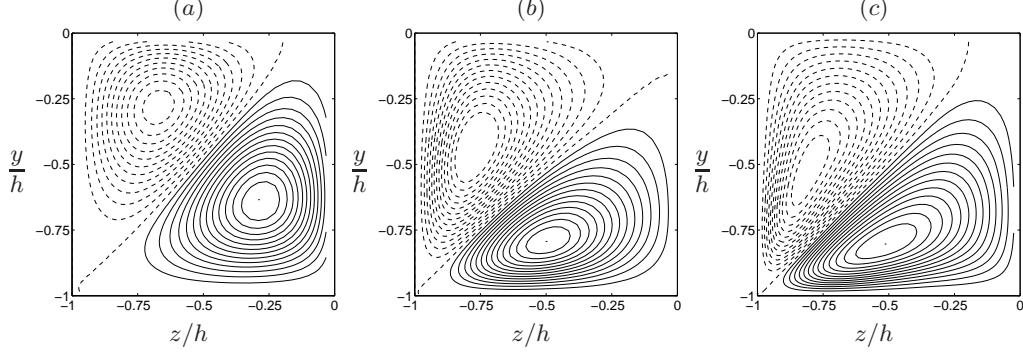 (a) (b) (c)
0 0 0
−0.25 −0.25 −0.25
y/h −0.5 y/h −0.5 y/h −0.5
−0.75 −0.75 −0.75
−1 −1 −1
−1 −0.75 −0.5 −0.25 0 −1 −0.75 −0.5 −0.25 0 −1 −0.75 −0.5 −0.25 0
z/h z/h z/h